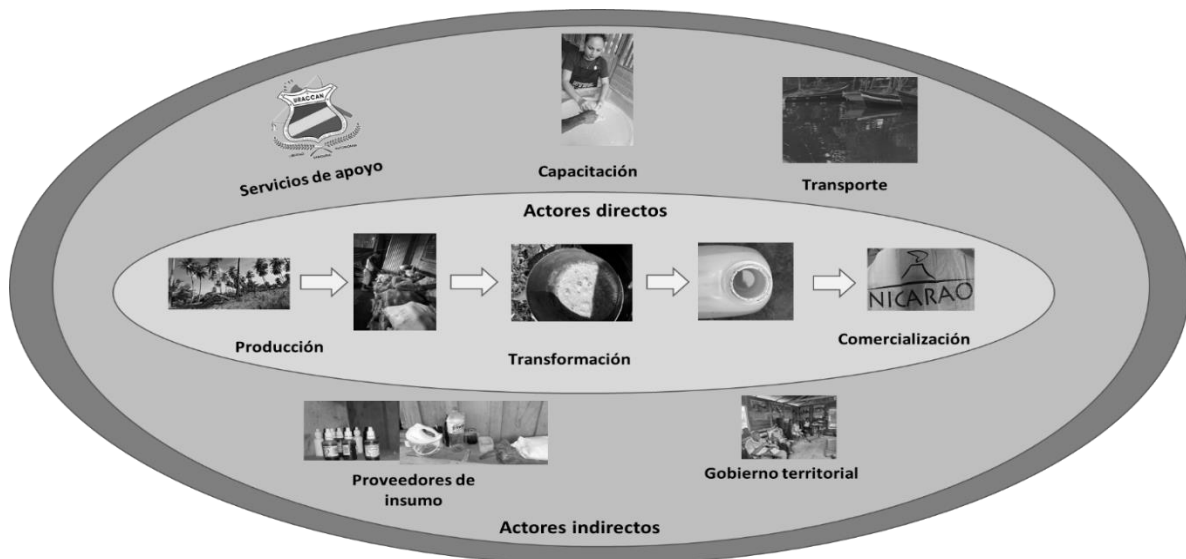 URACCAN
Servicios de apoyo
Capacitación
Transporte
Actores directos
NICARAO
Producción
Transformación
Comercialización
Proveedores de
insumo
Gobierno territorial
Actores indirectos